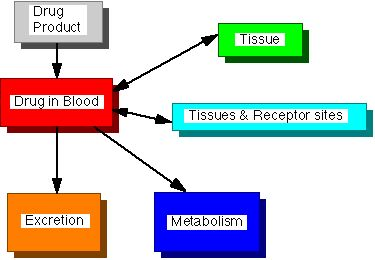 Drug
Product
Tissue
Drug in Blood
Tissues & Receptor sites
Excretion
Metabolism